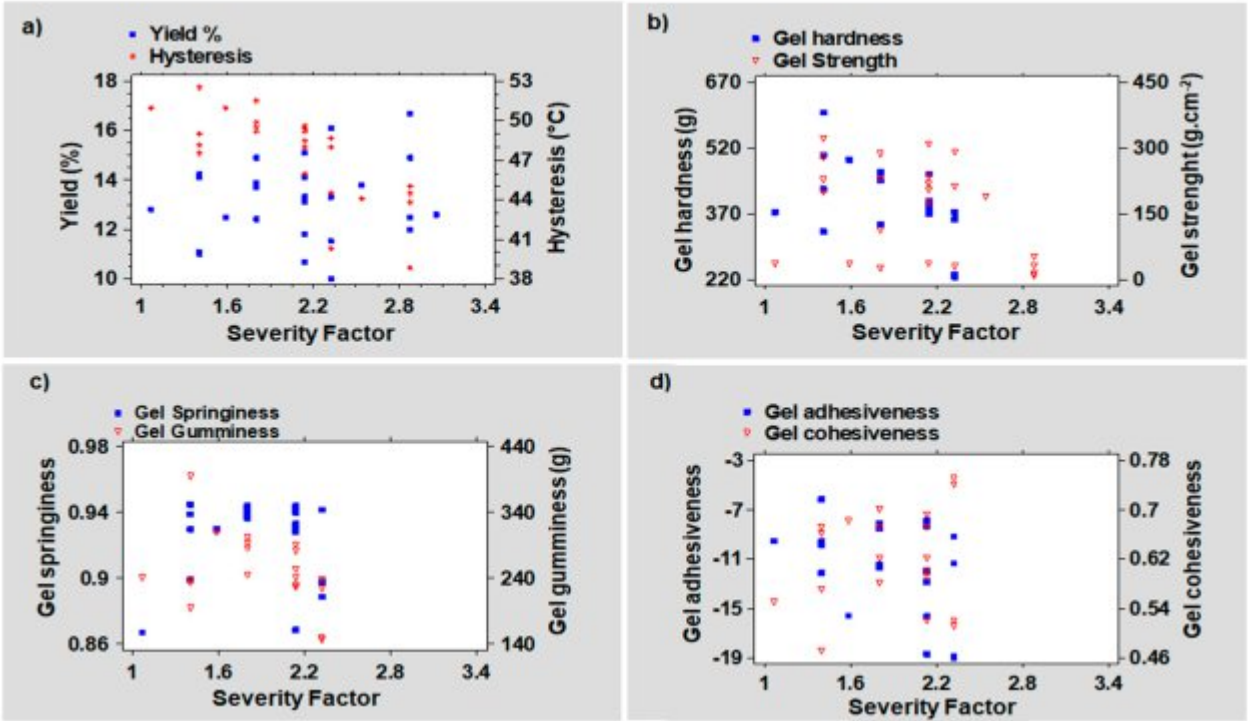 a)
Yield %
Hysteresis
18
16
14
12
10
Yield (%)
53
50
47
44
41
38
Hysteresis (°C)
1 1.6 2.2 2.8 3.4
Severity Factor
b)
Gel hardness
Gel Strength
670
520
370
220
Gel hardness (g)
450
300
150
0
Gel strenght (g.cm-2)
1 1.6 2.2 2.8 3.4
Severity Factor
c)
Gel Springiness
Gel Gumminess
0.98
0.94
0.9
0.86
Gel springiness
440
340
240
140
Gel gumminess (g)
1 1.6 2.2 2.8 3.4
Severity Factor
d)
Gel adhesiveness
Gel cohesiveness
-3
-7
-11
-15
-19
Gel adhesiveness
0.78
0.7
0.62
0.54
0.46
Gel cohesiveness
1 1.6 2.2 2.8 3.4
Severity Factor